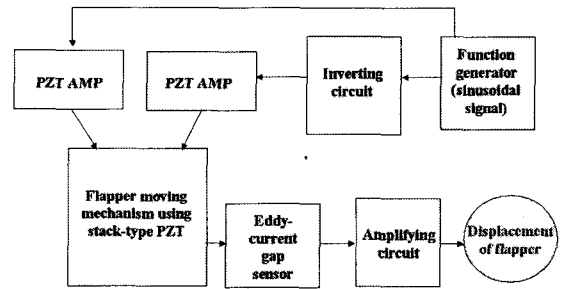 PZT AMP
PZT AMP
Inverting
circuit
Function
generator
(sinusoidal
signal)
Flapper moving
mechanism using
stack-type PZT
Eddy-
current
gap
sensor
Amplifying
circuit
Displacement
of flapper